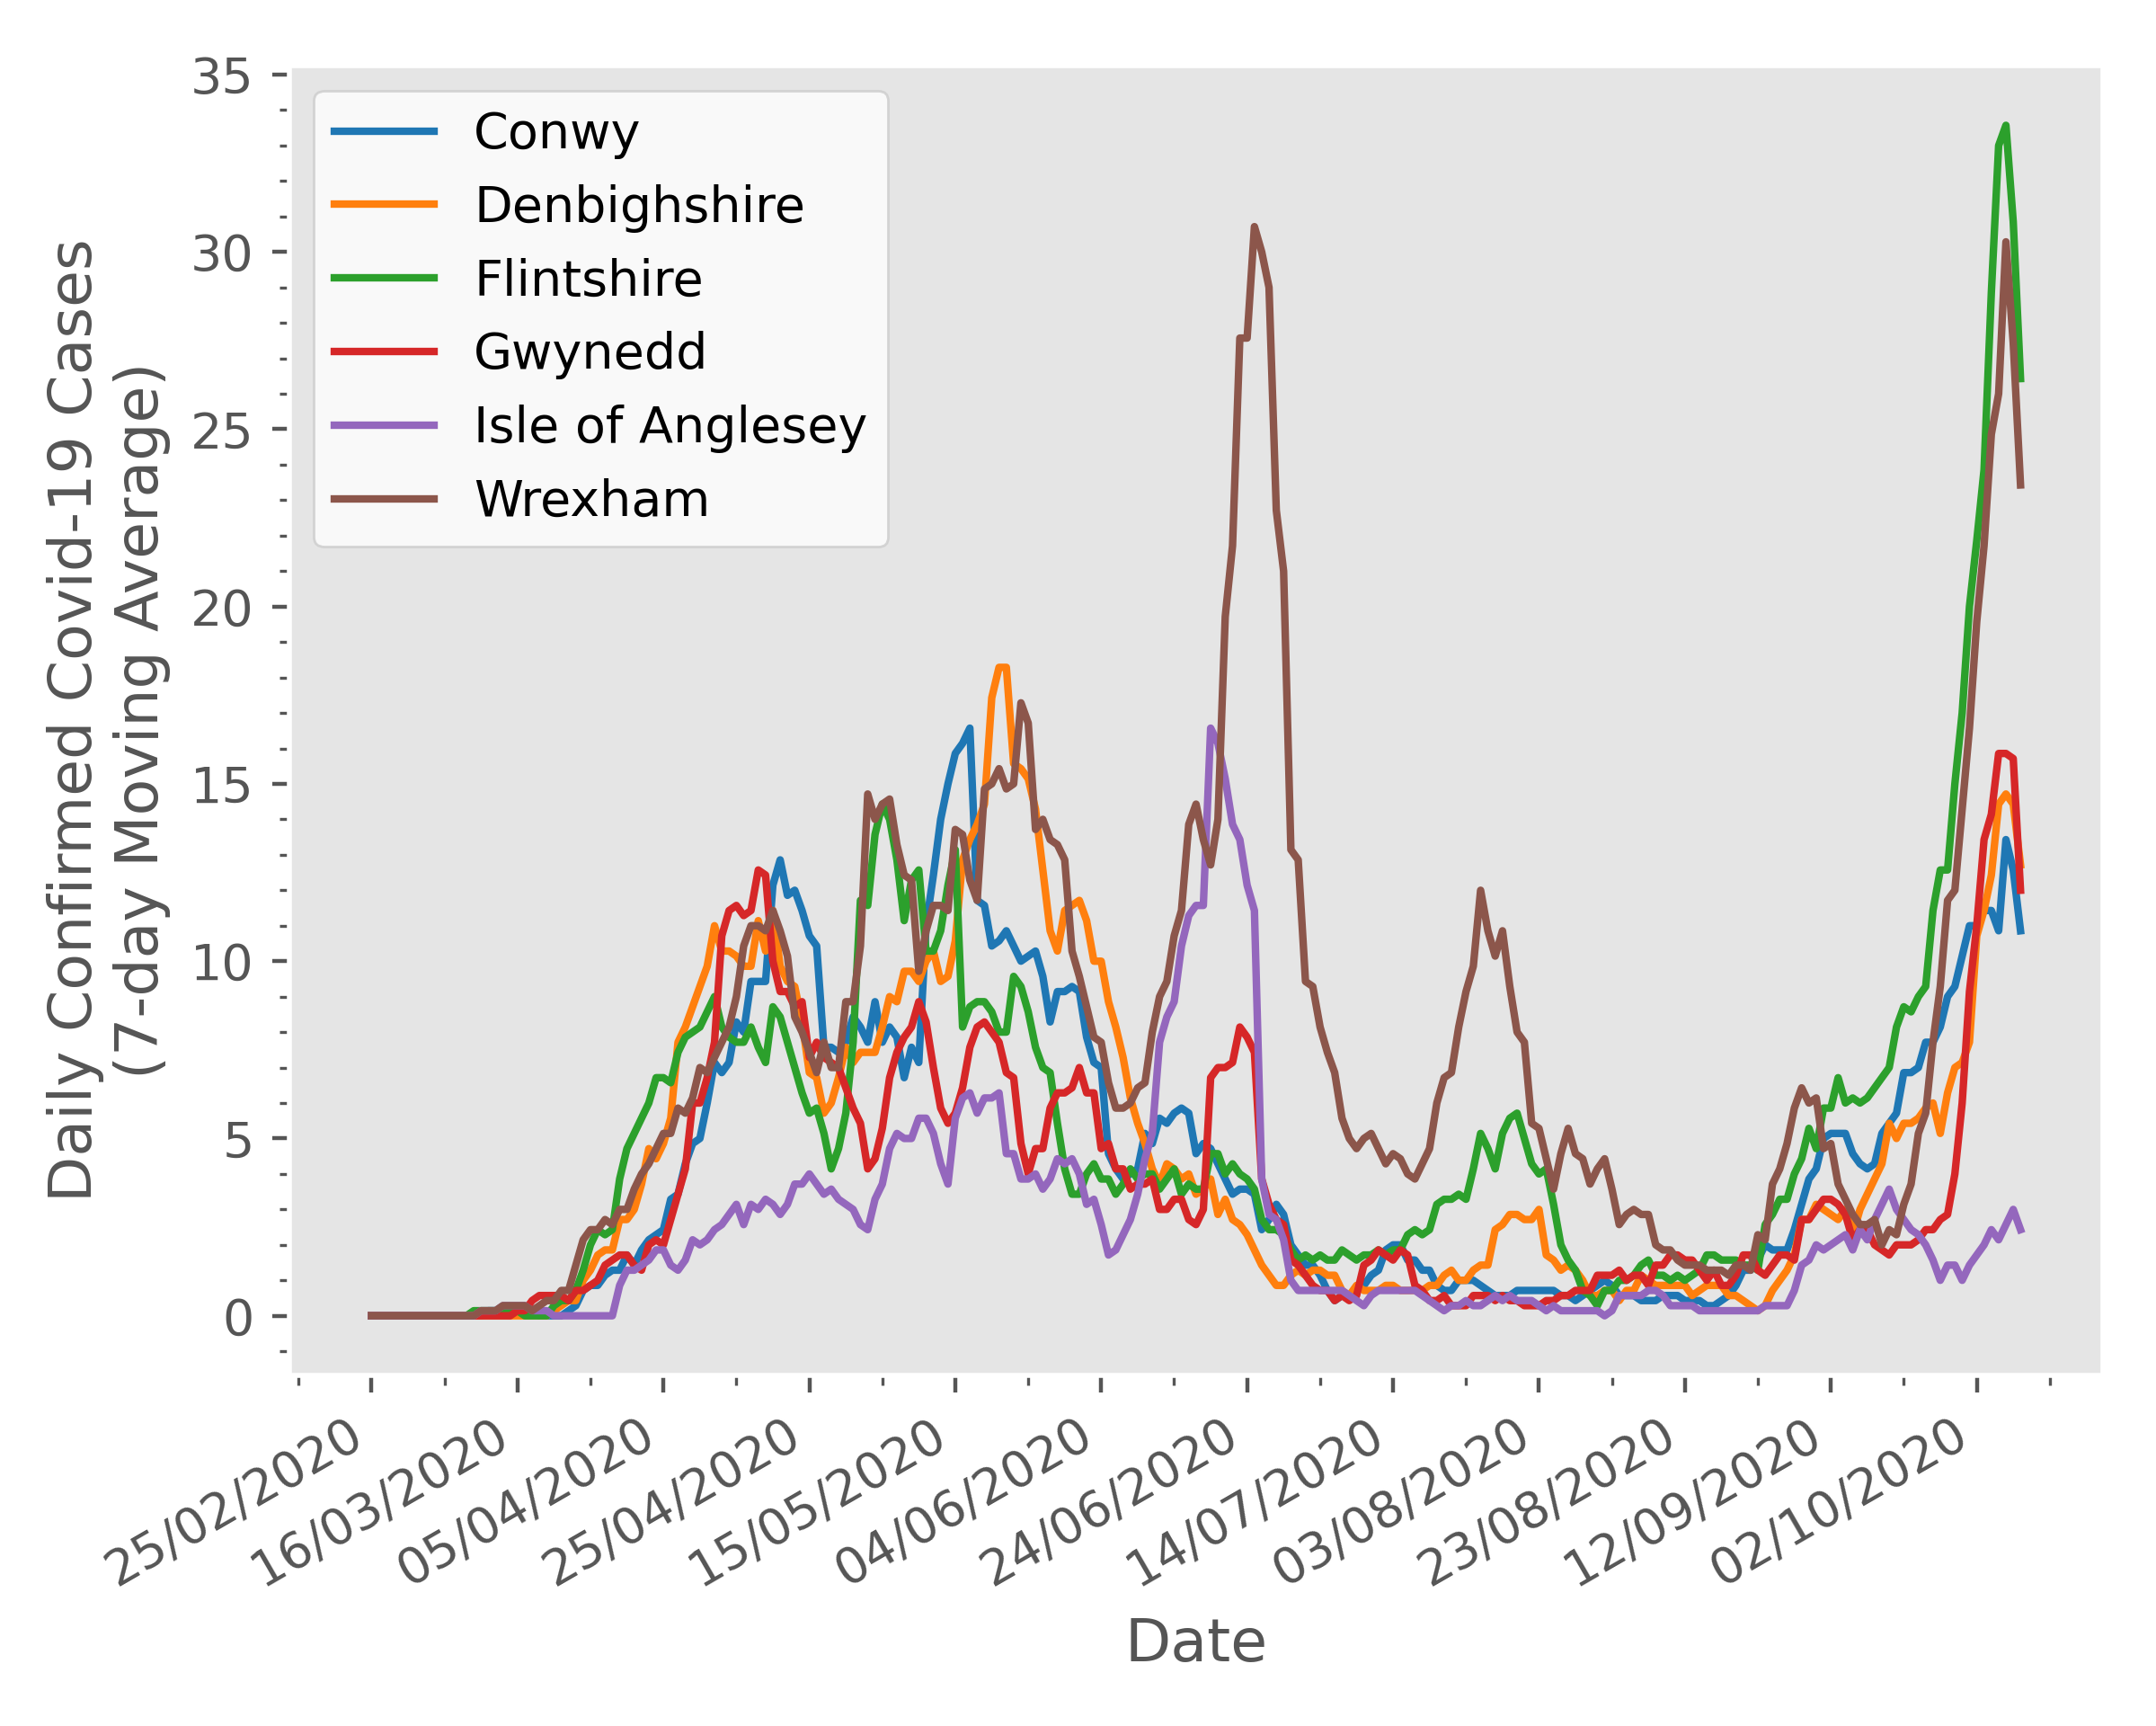 Daily Confirmed Covid-19 Cases
(7-day Moving Average)
35
30
25
20
15
10
5
0
Conwy
Denbighshire
Flintshire
Gwynedd
Isle of Anglesey
Wrexham
25/02/2020
16/03/2020
05/04/2020
25/04/2020
15/05/2020
04/06/2020
24/06/2020
14/07/2020
03/08/2020
23/08/2020
12/09/2020
02/10/2020
Date